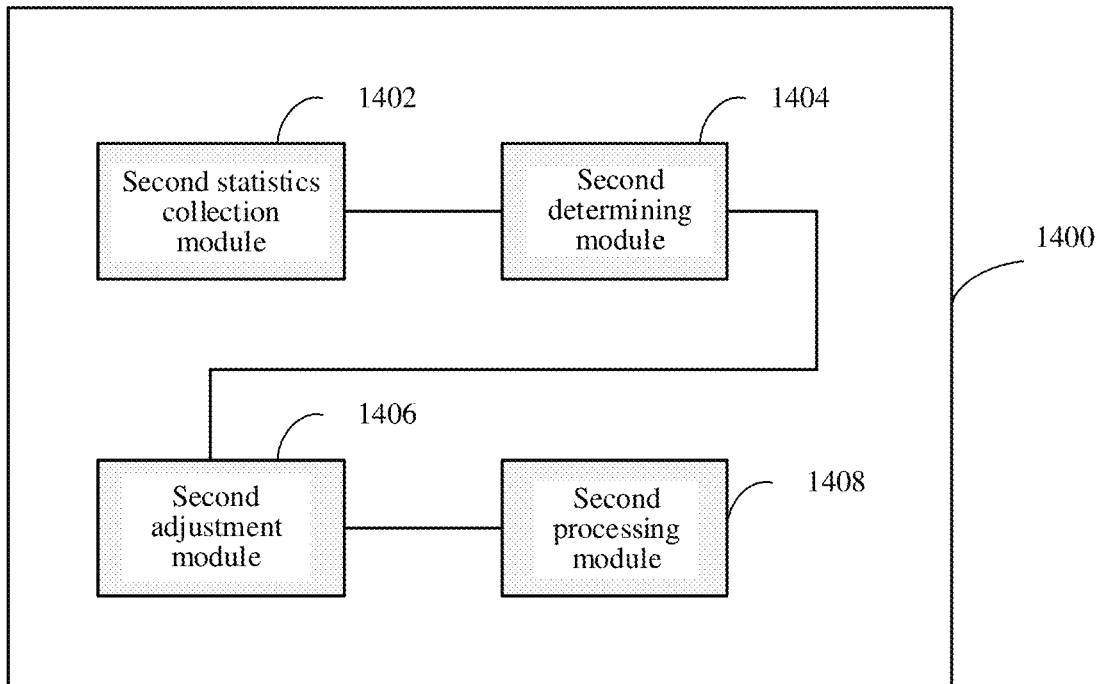 1402
1404
Second statistics
collection
module
Second
determining
module
1400
1406
1408
Second
adjustment
module
Second
processing
module